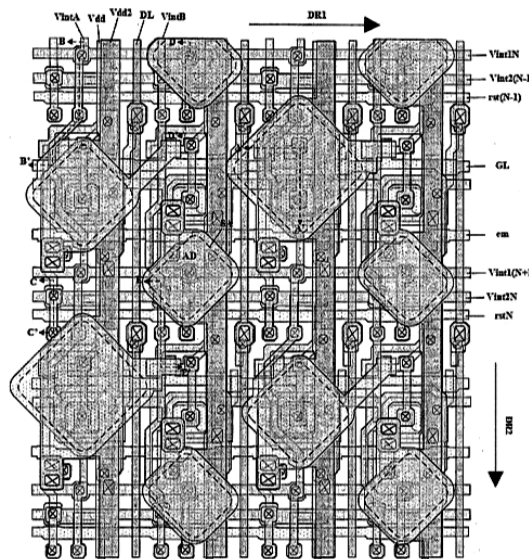 VintA Vdd Vdd2 DL VintB DR1
B D
Vint1N
Vint2(N-1
rst(N-1)
B'
GL
em
AD
C
Vint1(N+1
Vint2N
C'
rstN
DR2